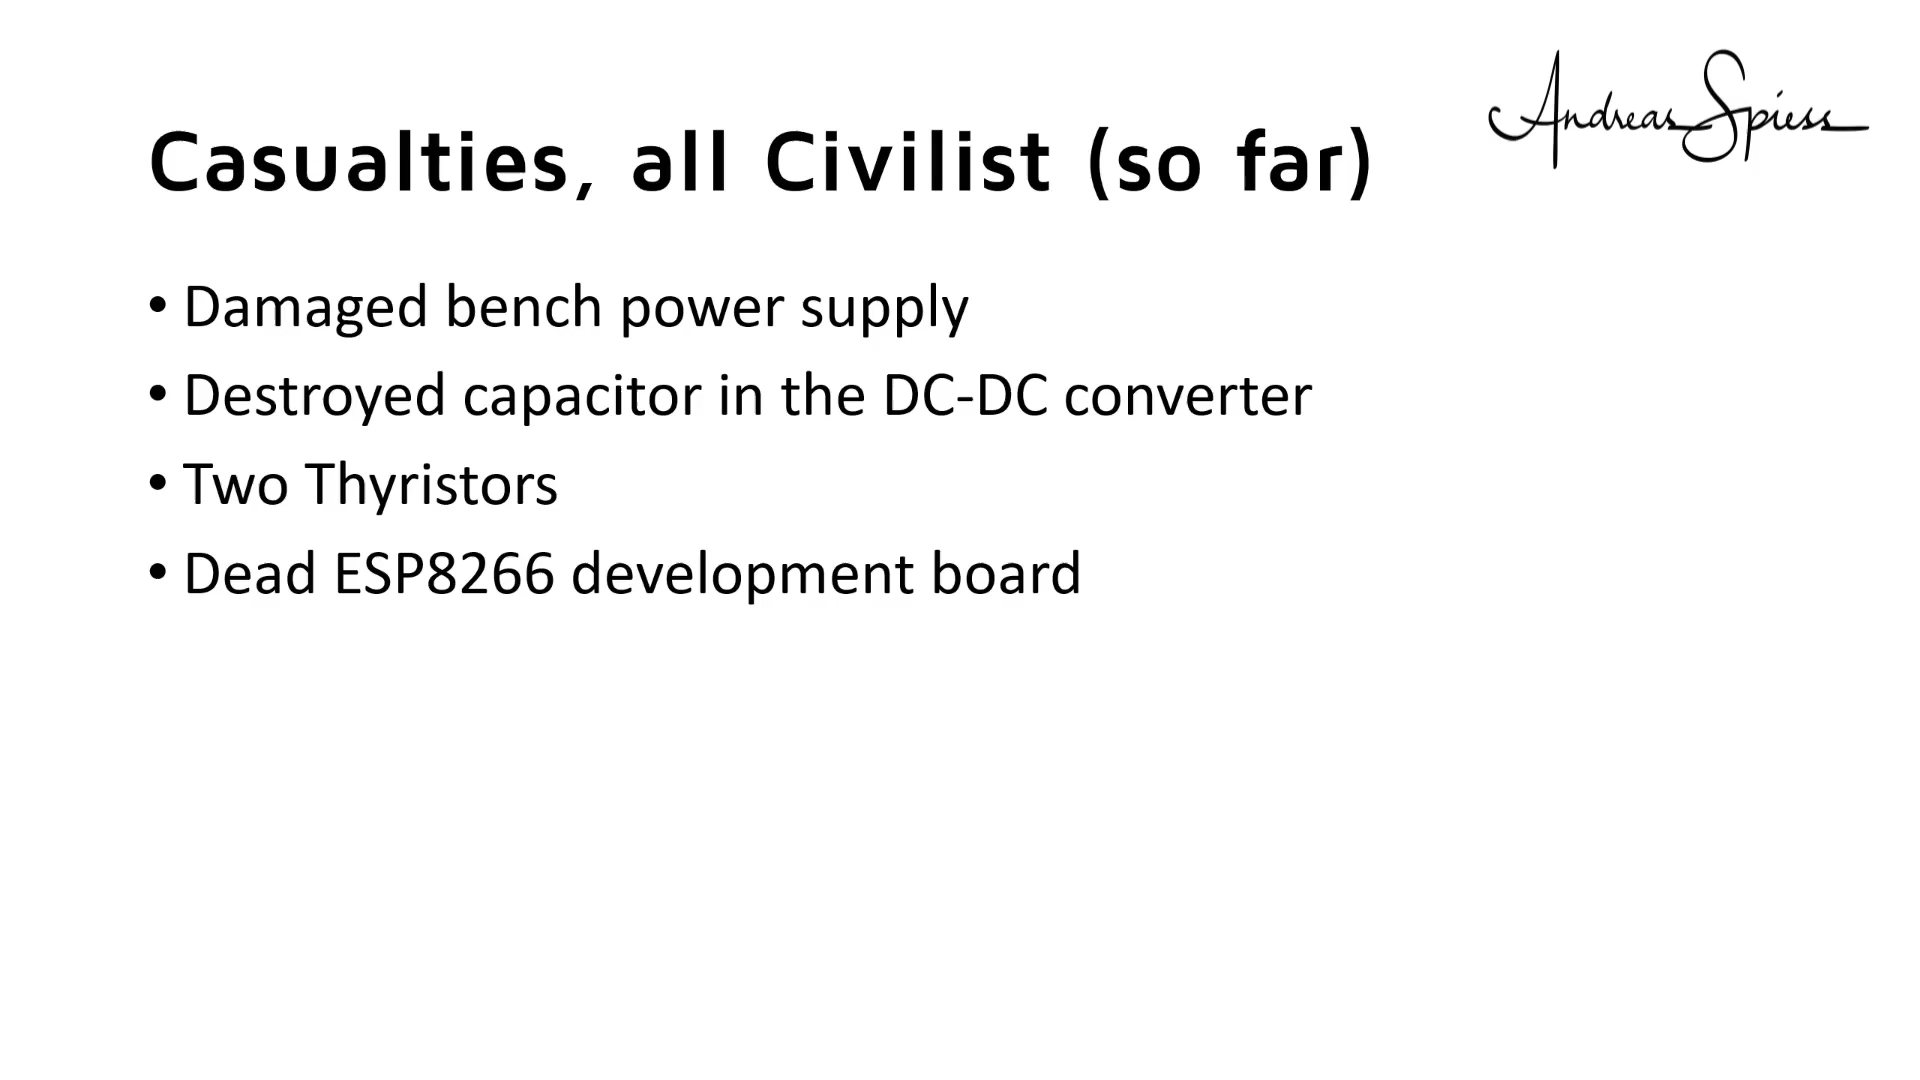 Andreas Spiess
Casualties, all Civilist (so far)
• Damaged bench power supply
• Destroyed capacitor in the DC-DC converter
• Two Thyristors
• Dead ESP8266 development board